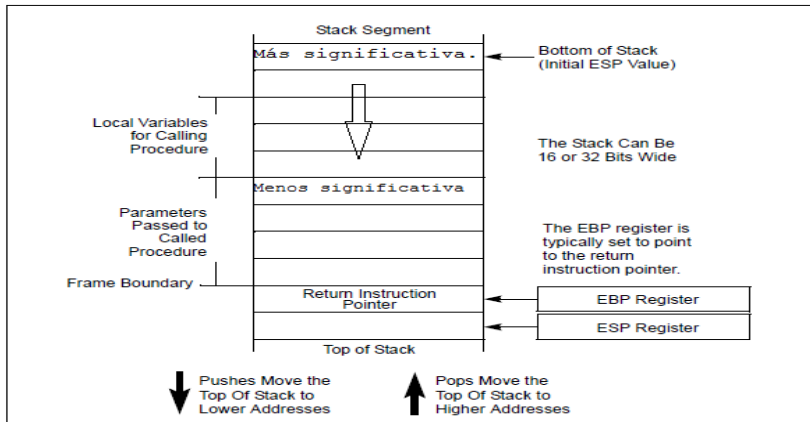 Stack Segment
Más significativa.
Bottom of Stack
(Initial ESP Value)
Local Variables
for Calling
Procedure
The Stack Can Be
16 or 32 Bits Wide
Menos significativa
Parameters
Passed to
Called
Procedure
The EBP register is
typically set to point
to the return
instruction pointer.
Frame Boundary
Return Instruction
Pointer
EBP Register
ESP Register
Top of Stack
Pushes Move the
Top Of Stack to
Lower Addresses
Pops Move the
Top Of Stack to
Higher Addresses